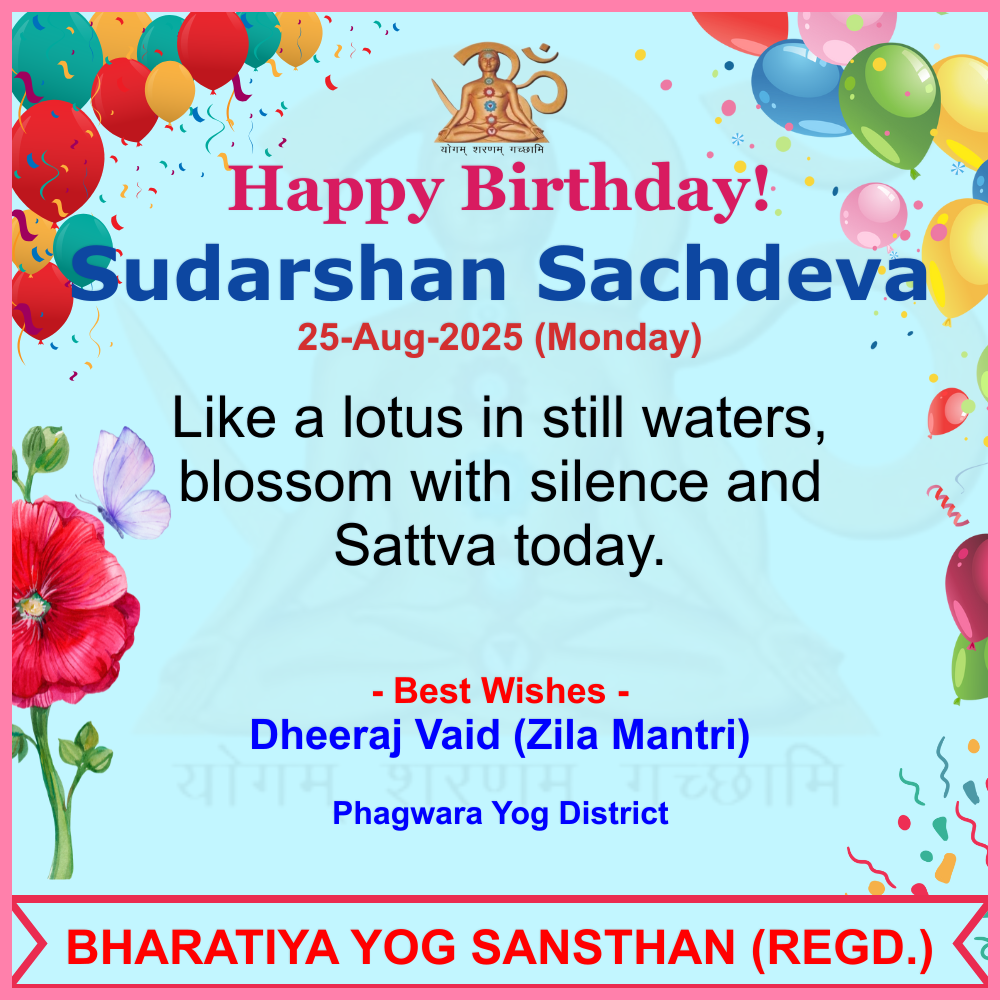 योगम् शरणम् गच्छामि
Happy Birthday!
Sudarshan Sachdeva
25-Aug-2025 (Monday)
Like a lotus in still waters,
blossom with silence and
Sattva today.
- Best Wishes -
Dheeraj Vaid (Zila Mantri)
योगम् शरणम् गच्छामि
Phagwara Yog District
BHARATIYA YOG SANSTHAN (REGD.)